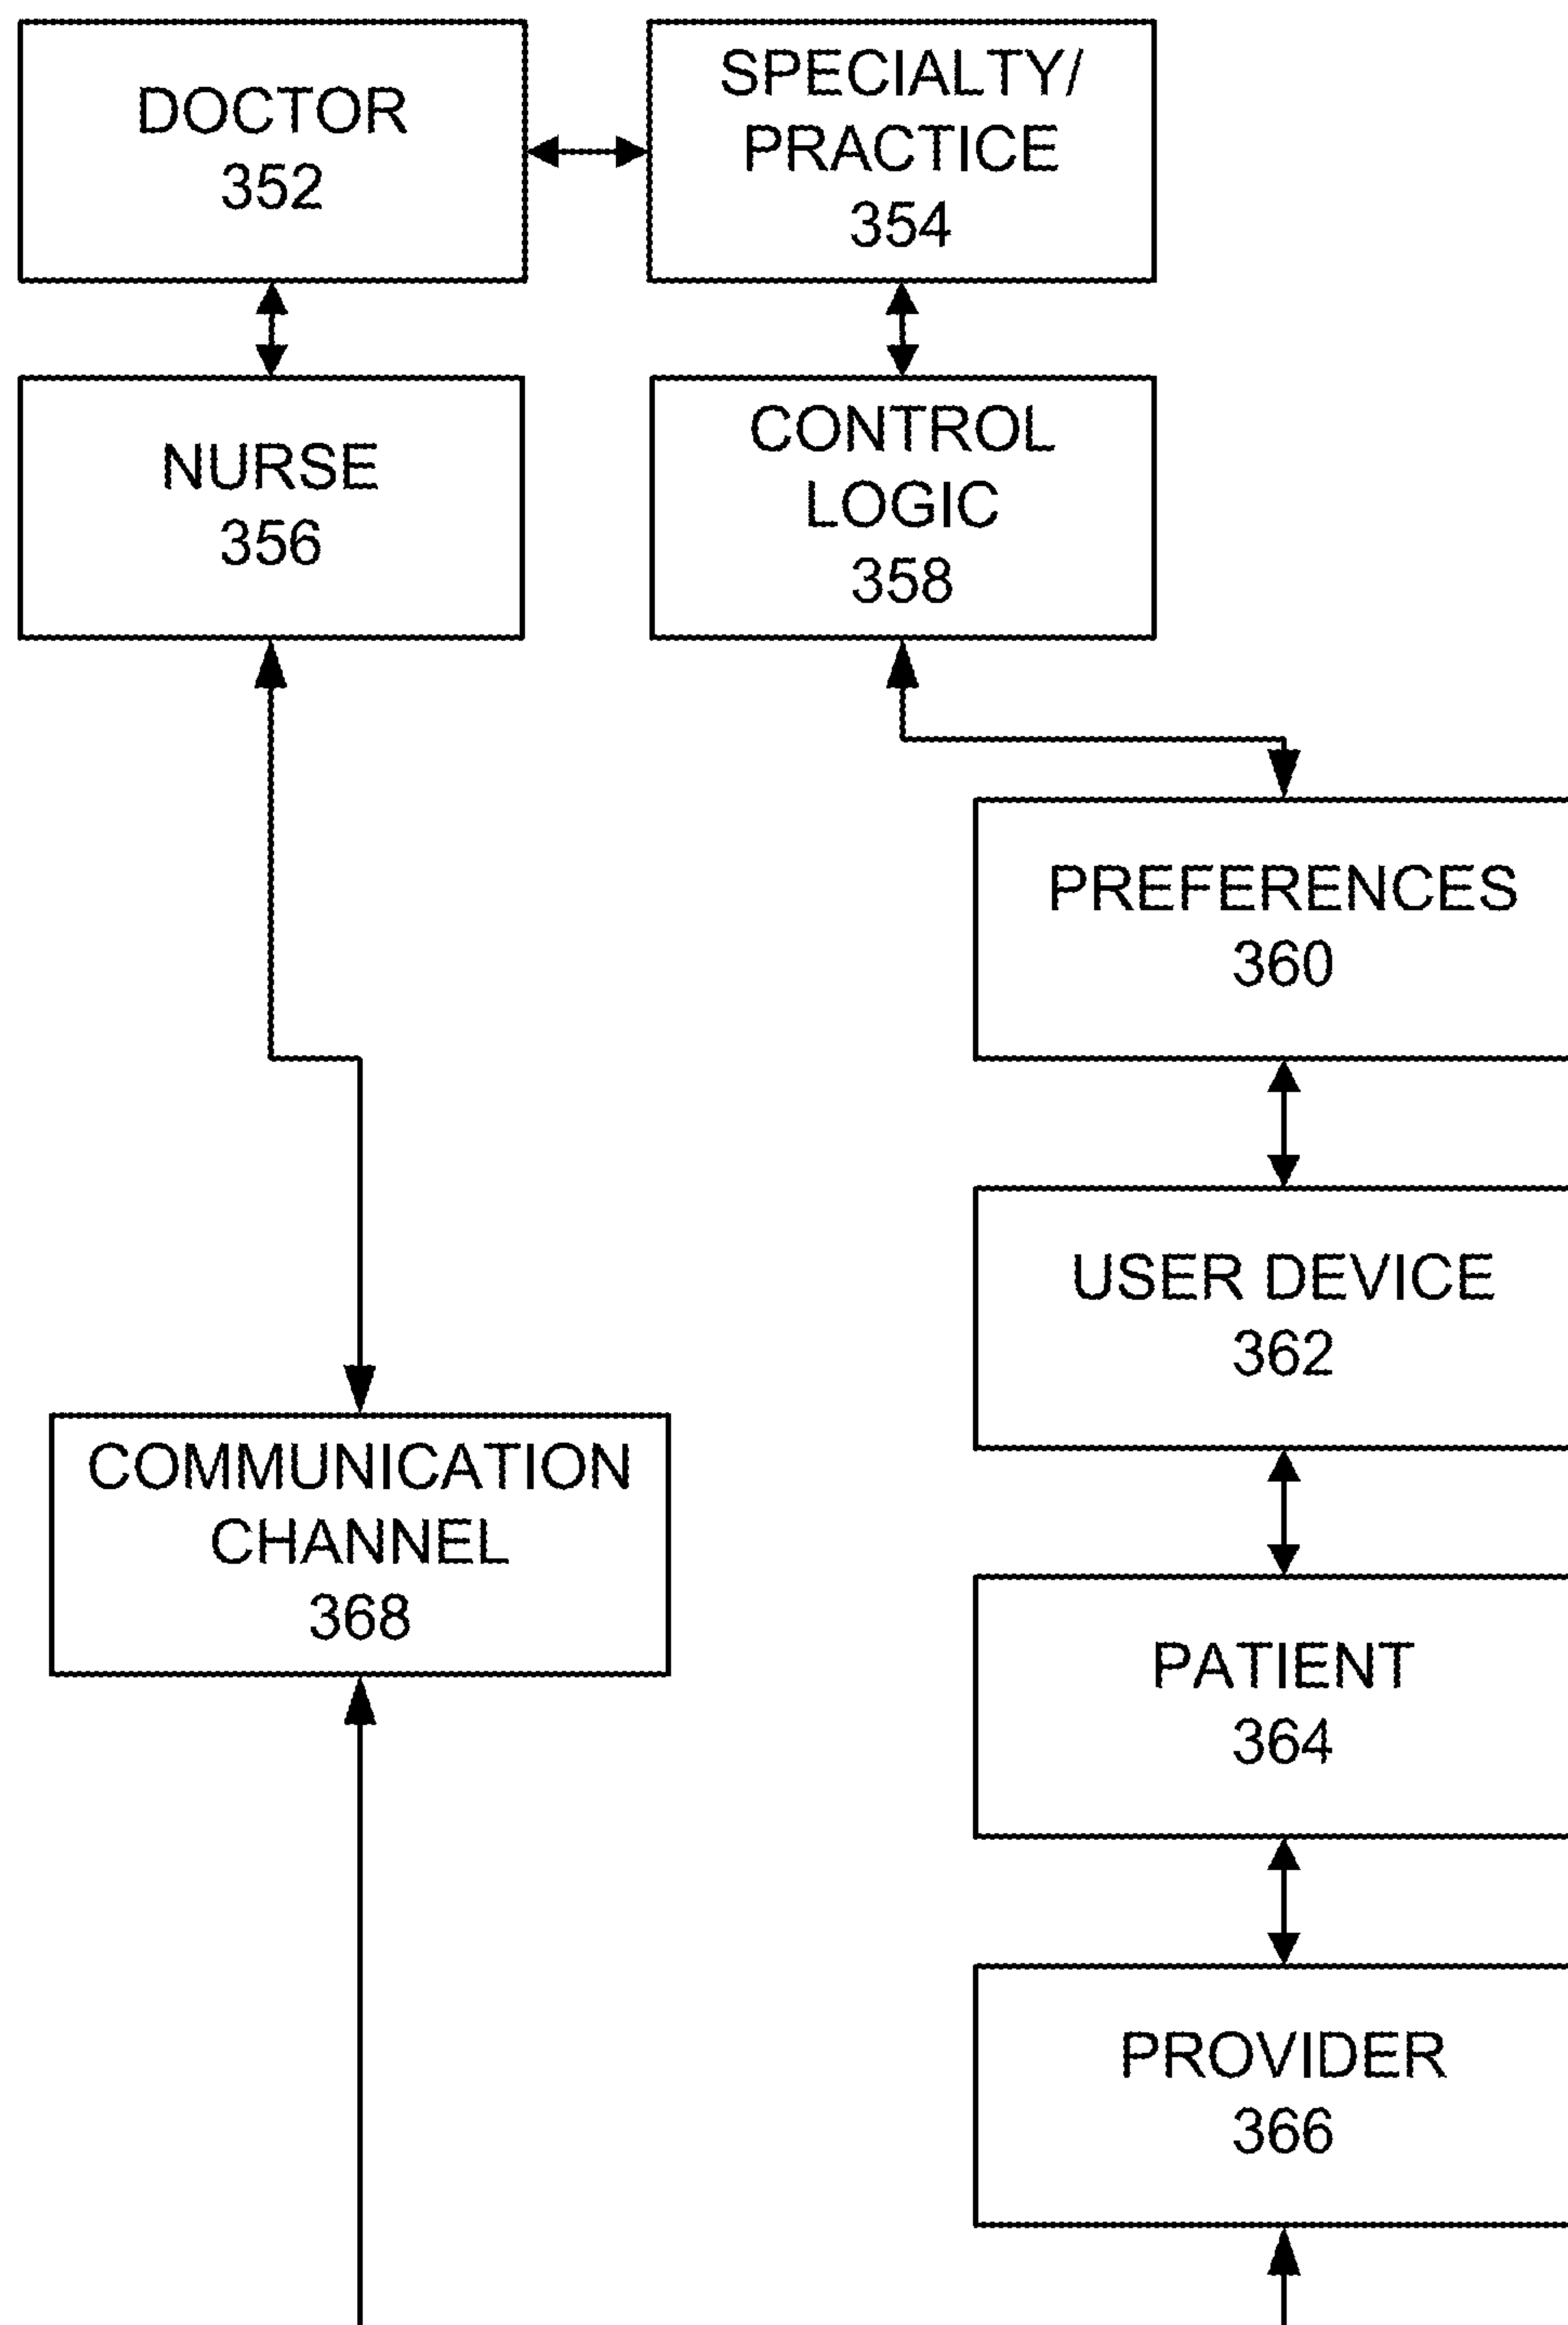 DOCTOR
352
SPECIALTY/
PRACTICE
354
NURSE
356
CONTROL
LOGIC
358
PREFERENCES
360
USER DEVICE
362
COMMUNICATION
CHANNEL
368
PATIENT
364
PROVIDER
366